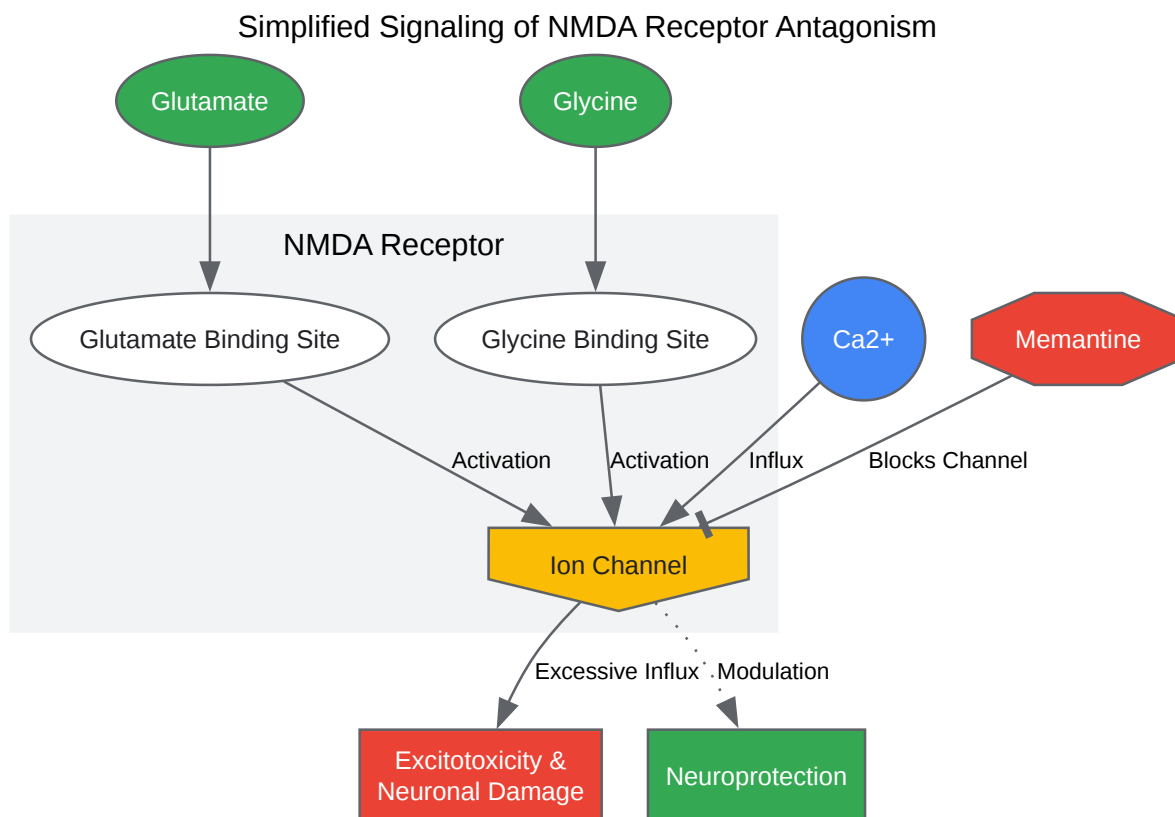 Simplified Signaling of NMDA Receptor Antagonism
Glutamate
Glycine
NMDA Receptor
Glutamate Binding Site
Glycine Binding Site
Ca2+
Memantine
Activation
Activation
Influx
Blocks Channel
Ion Channel
Excessive Influx
Modulation
Excitotoxicity &
Neuronal Damage
Neuroprotection